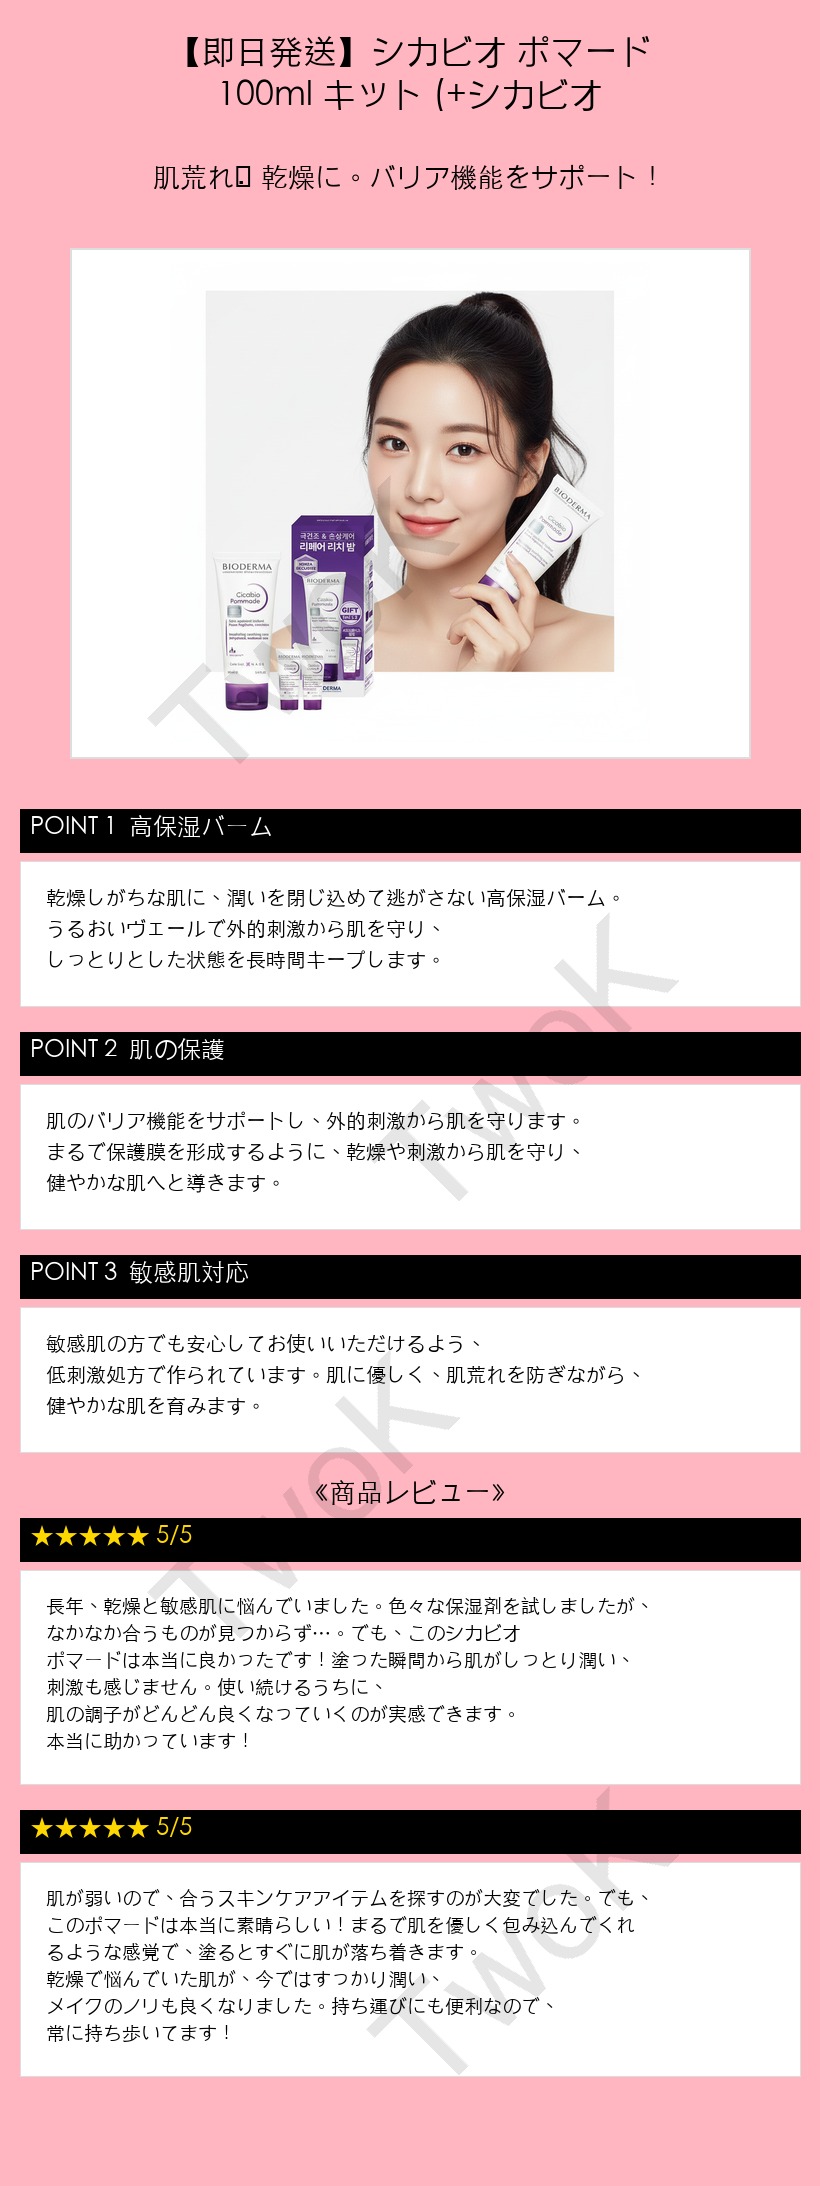 【即日発送】シカビオ ポマード
100ml キット (+シカビオ
肌荒れ 乾燥に。バリア機能をサポート！
극건조 & 손상케어
리페어 리치 밤
BIODERMA
Cicabio
Pommade
BIODERMA
Cicabio
Pommade
GIFT
BIODERMA
Cicabio
Pommade
BIODERMA
BIODERMA
DERMA
POINT 1 高保湿バーム
乾燥しがちな肌に、潤いを閉じ込めて逃がさない高保湿バーム。
うるおいヴェールで外的刺激から肌を守り、
しっとりとした状態を長時間キープします。
POINT 2 肌の保護
肌のバリア機能をサポートし、外的刺激から肌を守ります。
まるで保護膜を形成するように、乾燥や刺激から肌を守り、
健やかな肌へと導きます。
POINT 3 敏感肌対応
敏感肌の方でも安心してお使いいただけるよう、
低刺激処方で作られています。肌に優しく、肌荒れを防ぎながら、
健やかな肌を育みます。
《商品レビュー》
★★★★★ 5/5
長年、乾燥と敏感肌に悩んでいました。色々な保湿剤を試しましたが、
なかなか合うものが見つからず…。でも、このシカビオ
ポマードは本当に良かったです！塗った瞬間から肌がしっとり潤い、
刺激も感じません。使い続けるうちに、
肌の調子がどんどん良くなっていくのが実感できます。
本当に助かっています！
★★★★★ 5/5
肌が弱いので、合うスキンケアアイテムを探すのが大変でした。でも、
このポマードは本当に素晴らしい！まるで肌を優しく包み込んでくれ
るような感覚で、塗るとすぐに肌が落ち着きます。
乾燥で悩んでいた肌が、今ではすっかり潤い、
メイクのノリも良くなりました。持ち運びにも便利なので、
常に持ち歩いてます！
TwoK
TwoK
TwoK
TwoK